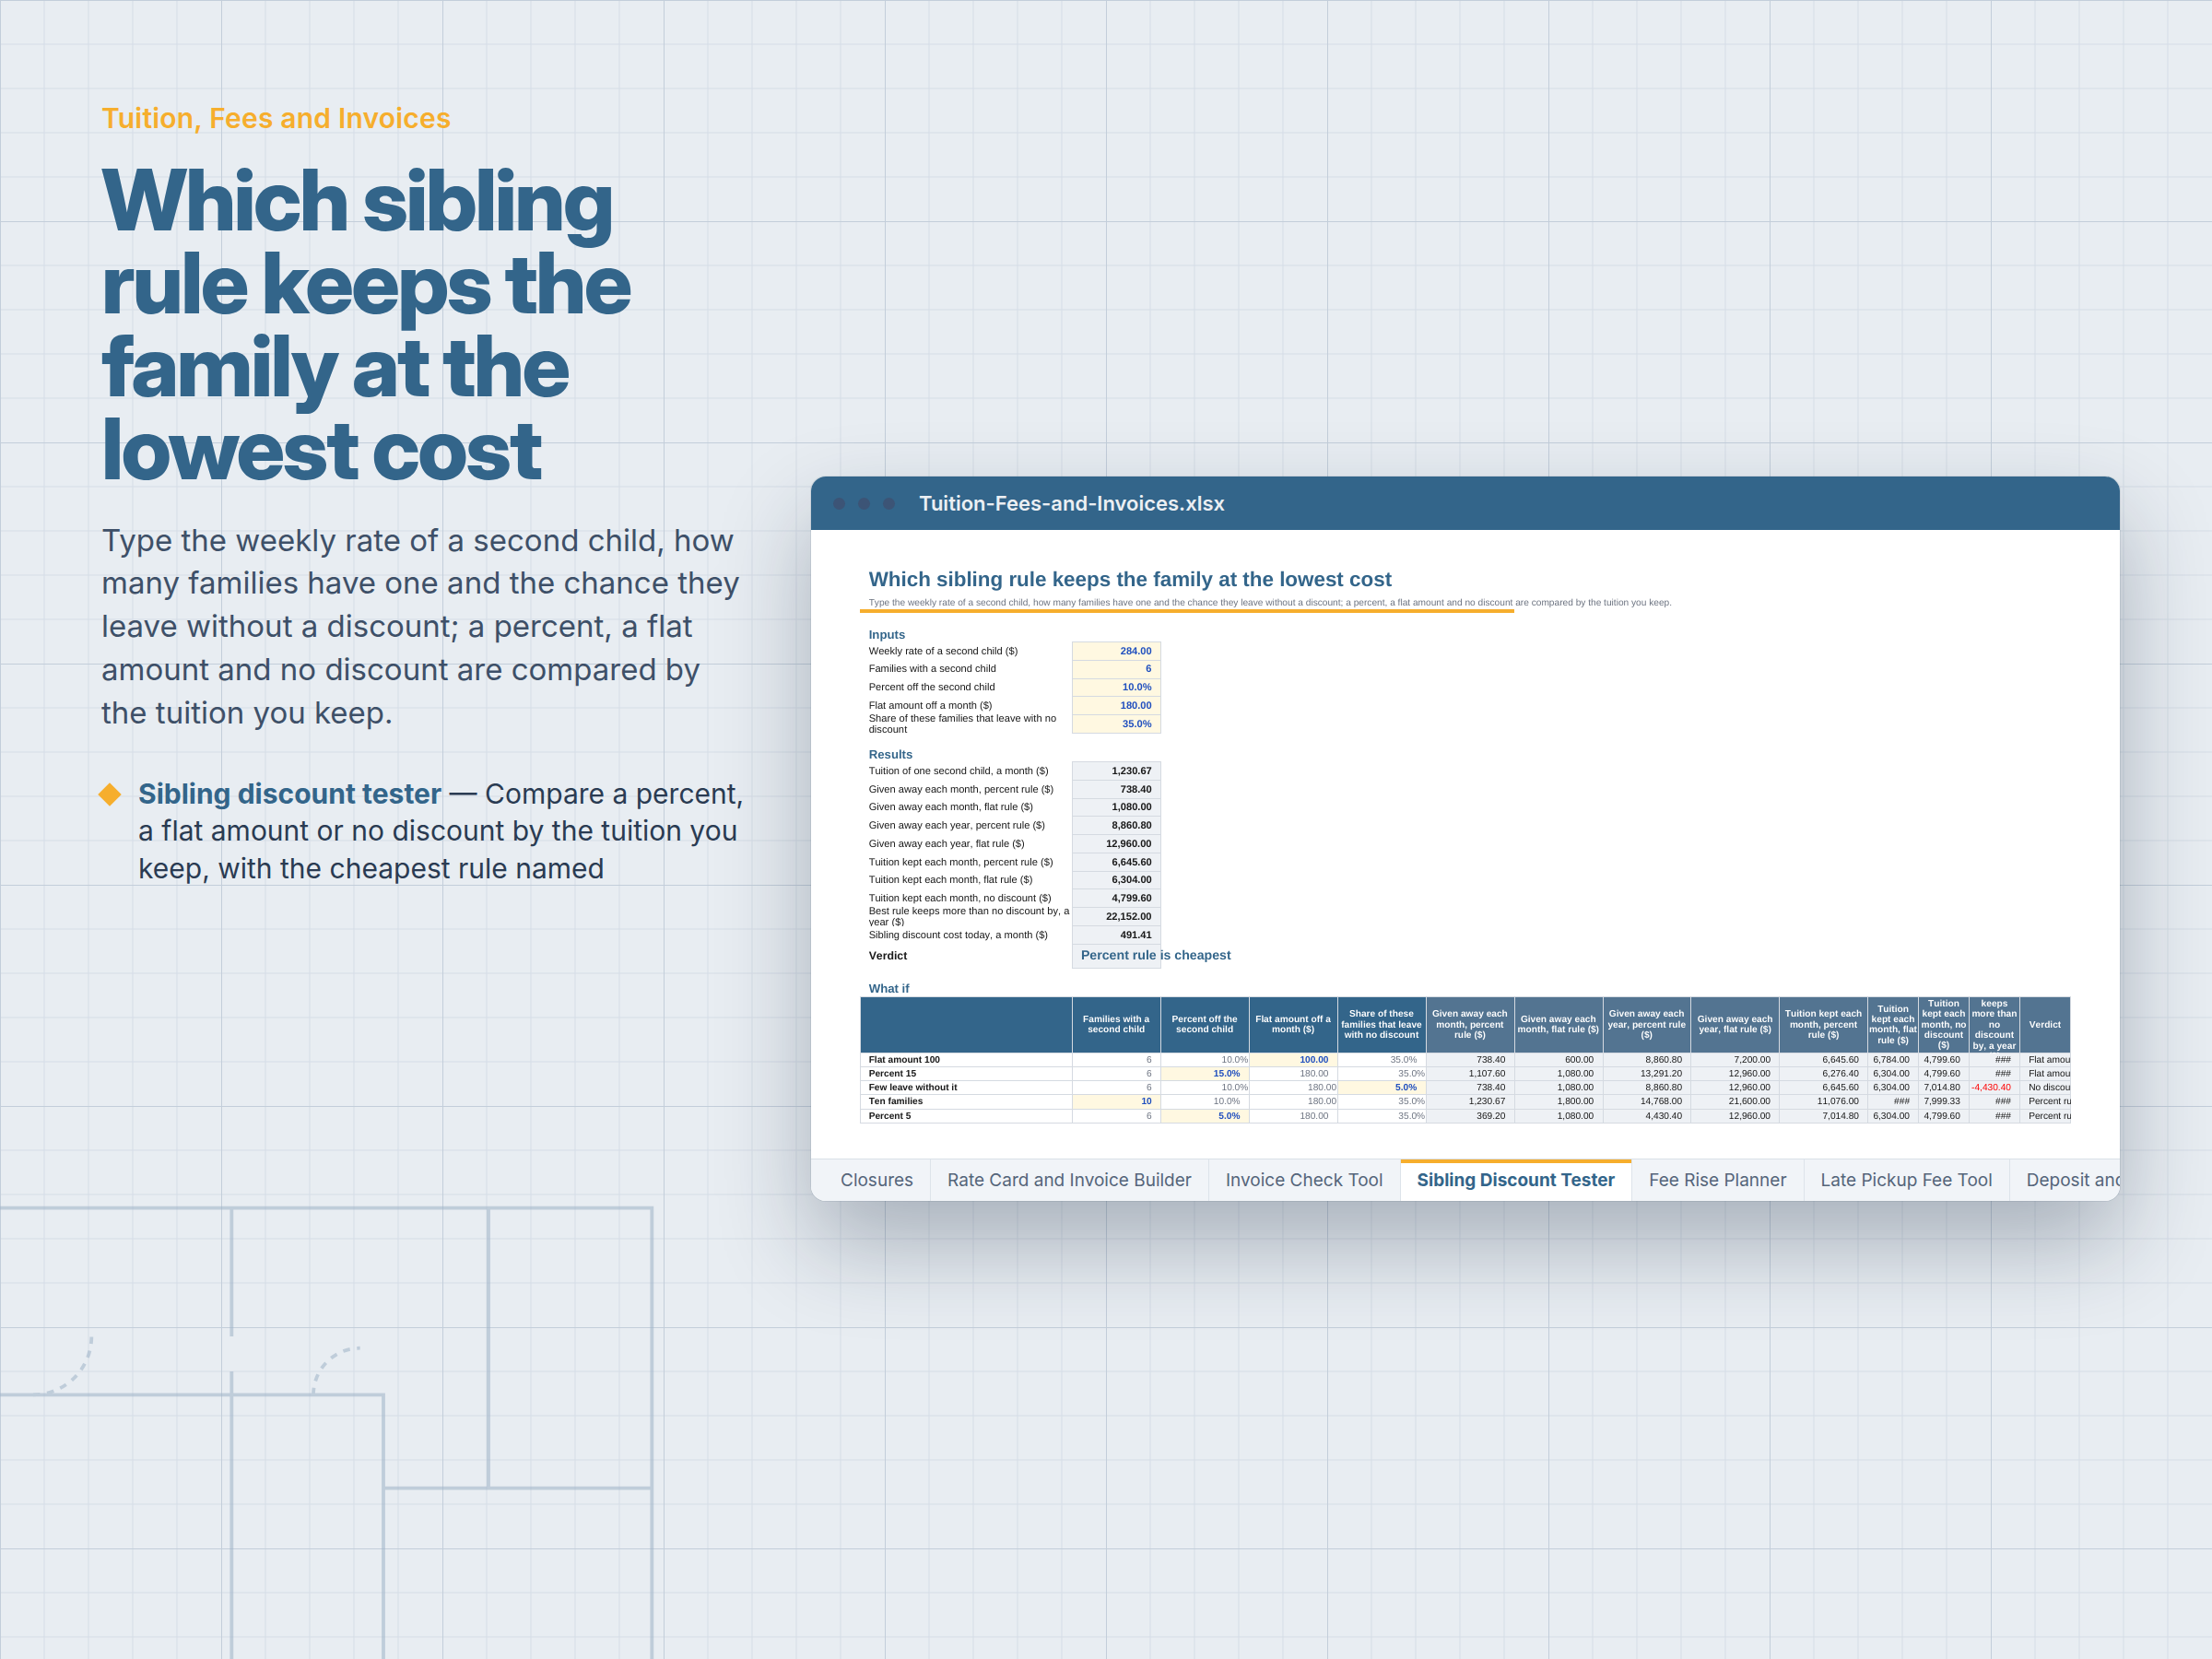 Tuition, Fees and Invoices
Which sibling
rule keeps the
family at the
lowest cost
Type the weekly rate of a second child, how
many families have one and the chance they
leave without a discount; a percent, a flat
amount and no discount are compared by
the tuition you keep.
Sibling discount tester — Compare a percent,
a flat amount or no discount by the tuition you
keep, with the cheapest rule named
Tuition-Fees-and-Invoices.xlsx
Which sibling rule keeps the family at the lowest cost
Type the weekly rate of a second child, how many families have one and the chance they leave without a discount; a percent, a flat amount and no discount are compared by the tuition you keep.
Inputs
Weekly rate of a second child ($) 284.00
Families with a second child 6
Percent off the second child 10.0%
Flat amount off a month ($) 180.00
Share of these families that leave with no
discount 35.0%
Results
Tuition of one second child, a month ($) 1,230.67
Given away each month, percent rule ($) 738.40
Given away each month, flat rule ($) 1,080.00
Given away each year, percent rule ($) 8,860.80
Given away each year, flat rule ($) 12,960.00
Tuition kept each month, percent rule ($) 6,645.60
Tuition kept each month, flat rule ($) 6,304.00
Tuition kept each month, no discount ($) 4,799.60
Best rule keeps more than no discount by, a
year ($) 22,152.00
Sibling discount cost today, a month ($) 491.41
Verdict Percent rule is cheapest
What if
Families with a second child Percent off the second child Flat amount off a month ($) Share of these families that leave with no discount Given away each month, percent rule ($) Given away each month, flat rule ($) Given away each year, percent rule ($) Given away each year, flat rule ($) Tuition kept each month, percent rule ($) Tuition kept each month, flat rule ($) Tuition kept each month, no discount ($) keeps more than no discount by, a year Verdict
Flat amount 100 6 10.0% 100.00 35.0% 738.40 600.00 8,860.80 7,200.00 6,645.60 6,784.00 4,799.60 ### Flat amou
Percent 15 6 15.0% 180.00 35.0% 1,107.60 1,080.00 13,291.20 12,960.00 6,276.40 6,304.00 4,799.60 ### Flat amou
Few leave without it 6 10.0% 180.00 5.0% 738.40 1,080.00 8,860.80 12,960.00 6,645.60 6,304.00 7,014.80 -4,430.40 No discou
Ten families 10 10.0% 180.00 35.0% 1,230.67 1,800.00 14,768.00 21,600.00 11,076.00 ### 7,999.33 ### Percent ru
Percent 5 6 5.0% 180.00 35.0% 369.20 1,080.00 4,430.40 12,960.00 7,014.80 6,304.00 4,799.60 ### Percent ru
Closures Rate Card and Invoice Builder Invoice Check Tool Sibling Discount Tester Fee Rise Planner Late Pickup Fee Tool Deposit and